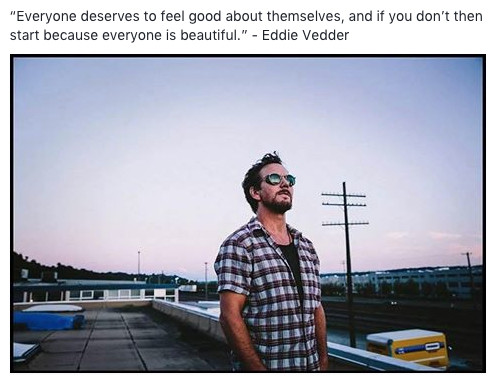 “Everyone deserves to feel good about themselves, and if you don’t then
start because everyone is beautiful.” - Eddie Vedder